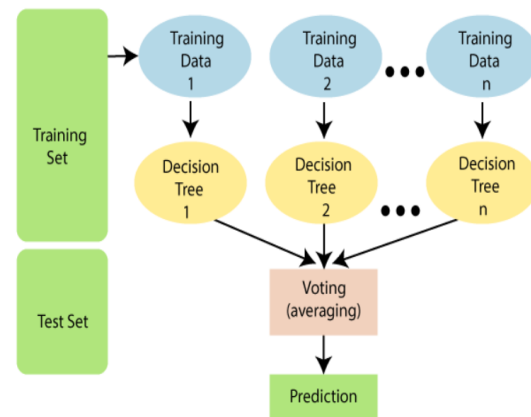 Training
Set
Training
Data
1
Training
Data
2
Training
Data
n
Decision
Tree
1
Decision
Tree
2
Decision
Tree
n
Test Set
Voting
(averaging)
Prediction